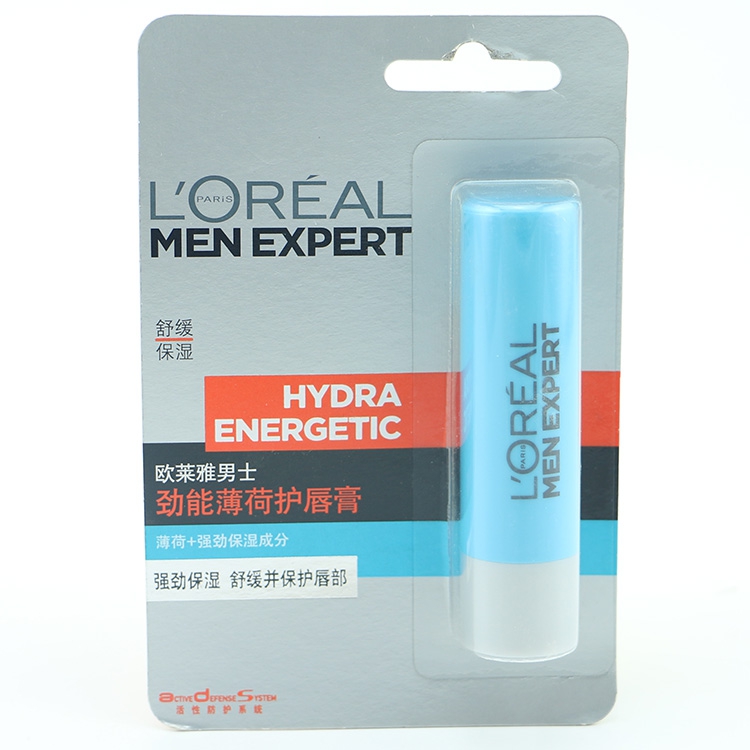 L'ORÉAL
PARIS
MEN EXPERT
舒缓
保湿
HYDRA
ENERGETIC
欧莱雅男士
劲能薄荷护唇膏
薄荷+强劲保湿成分
强劲保湿 舒缓并保护唇部
ACTIVE DEFENSE SYSTEM
活性防护系统
L'ORÉAL
PARIS
MEN EXPERT